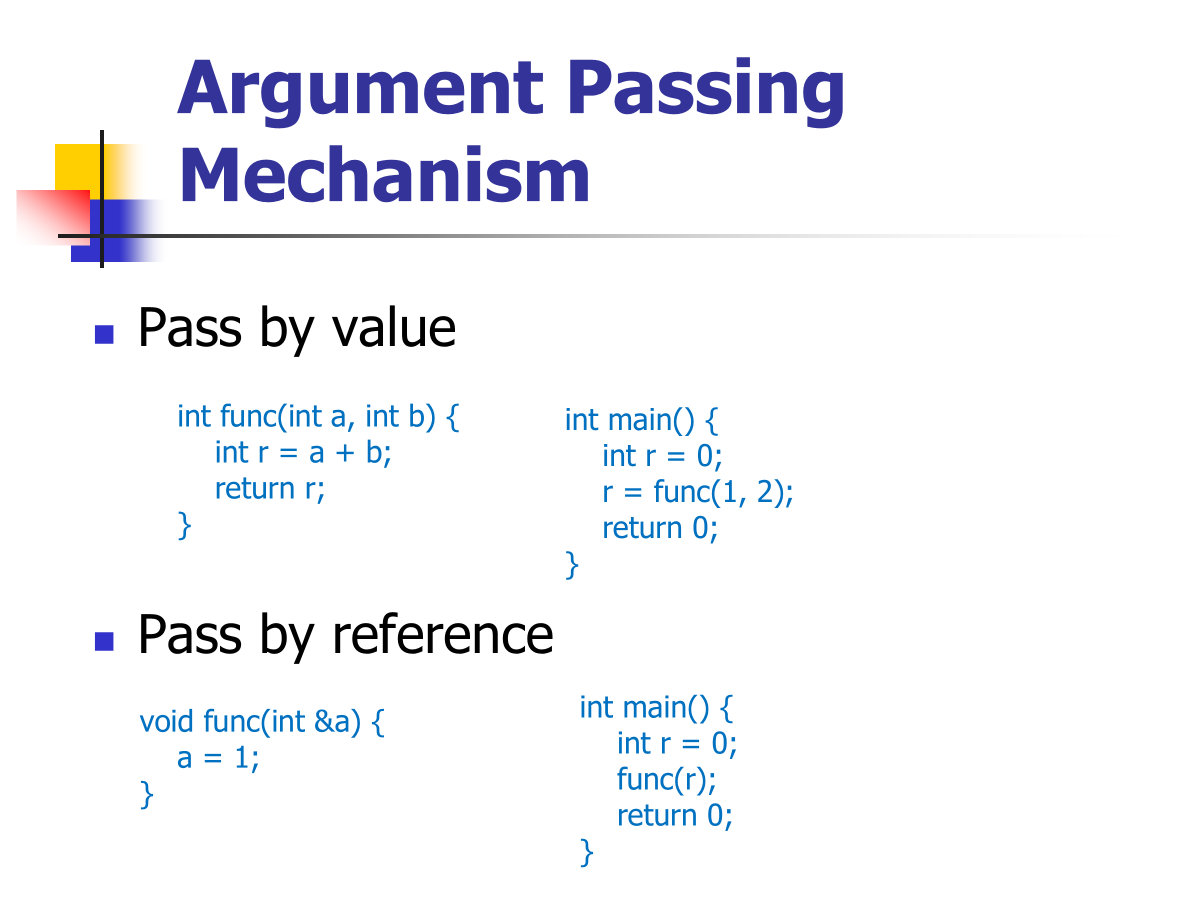 Argument Passing
Mechanism
Pass by value
int func(int a, int b) {
int r = a + b;
return r;
}
int main() {
int r = 0;
r = func(1, 2);
return 0;
}
Pass by reference
void func(int &a) {
a = 1;
}
int main() {
int r = 0;
func(r);
return 0;
}